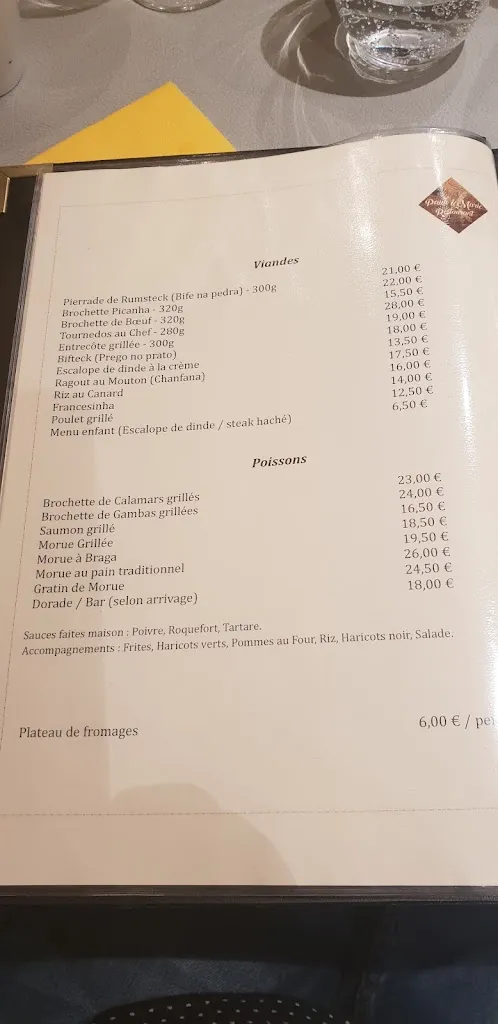 Restaurant
Viandes
Pierrade de Rumsteck (Bife na pedra) - 300g 21,00 €
Brochette Picanha - 320g 22,00 €
Brochette de Bœuf - 320g 15,50 €
Tournedos au Chef - 280g 28,00 €
Entrecôte grillée - 300g 19,00 €
Bifteck (Prego no prato) 18,00 €
Escalope de dinde à la crème 13,50 €
Ragout au Mouton (Chanfana) 17,50 €
Riz au Canard 16,00 €
Francesinha 14,00 €
Poulet grillé 12,50 €
Menu enfant (Escalope de dinde / steak haché) 6,50 €
Poissons
Brochette de Calamars grillés 23,00 €
Brochette de Gambas grillées 24,00 €
Saumon grillé 16,50 €
Morue Grillée 18,50 €
Morue à Braga 19,50 €
Morue au pain traditionnel 26,00 €
Gratin de Morue 24,50 €
Dorade / Bar (selon arrivage) 18,00 €
Sauces faites maison : Poivre, Roquefort, Tartare.
Accompagnements : Frites, Haricots verts, Pommes au Four, Riz, Haricots noir, Salade.
Plateau de fromages 6,00 € / per